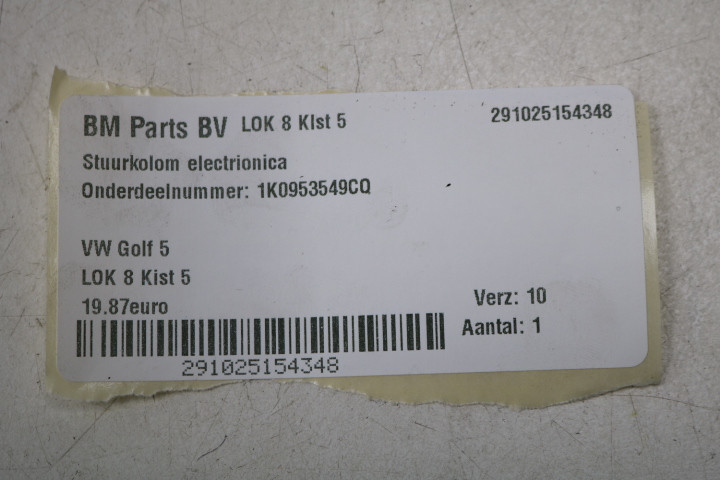 BM Parts BV LOK 8 KIst 5 291025154348
Stuurkolom electrionica
Onderdeelnummer: 1K0953549CQ
VW Golf 5
LOK 8 Kist 5
19.87euro Verz: 10
Aantal: 1
291025154348